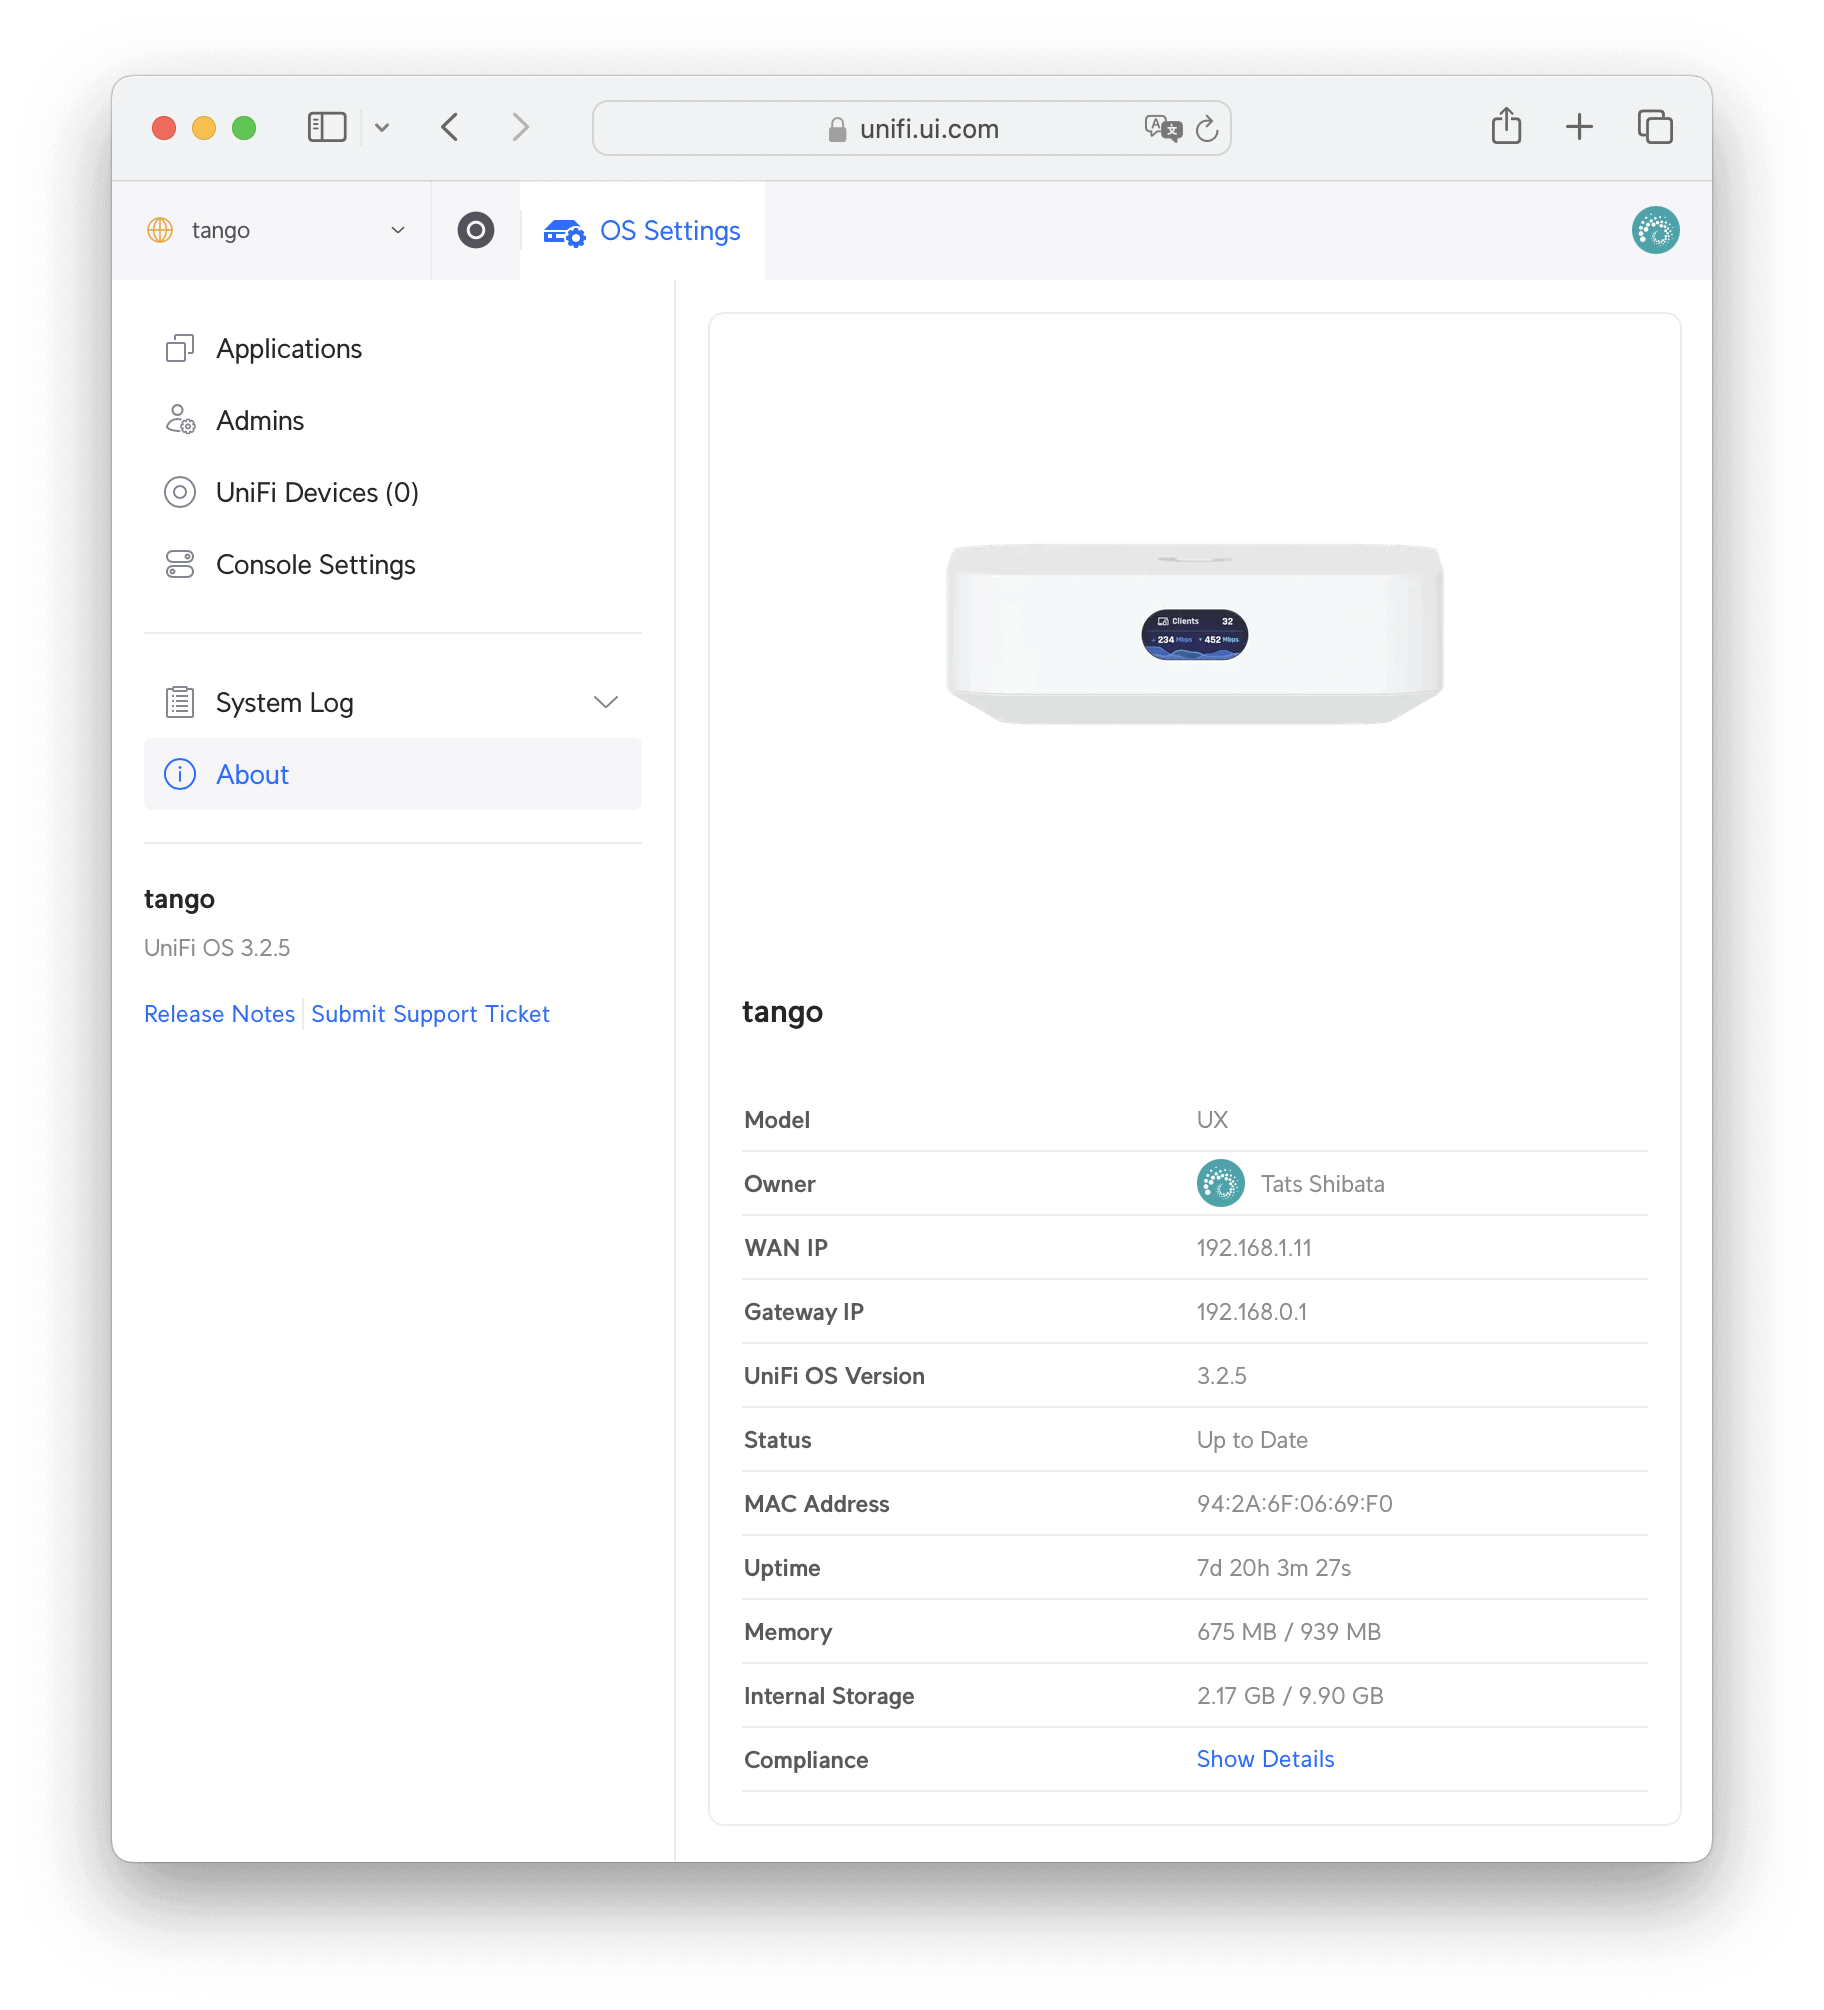 unifi.ui.com
tango
OS Settings
Applications
Admins
UniFi Devices (0)
Console Settings
System Log
About
tango
UniFi OS 3.2.5
Release Notes | Submit Support Ticket
Clients 32
234 Mbps 452 Mbps
tango
Model UX
Owner Tats Shibata
WAN IP 192.168.1.11
Gateway IP 192.168.0.1
UniFi OS Version 3.2.5
Status Up to Date
MAC Address 94:2A:6F:06:69:F0
Uptime 7d 20h 3m 27s
Memory 675 MB / 939 MB
Internal Storage 2.17 GB / 9.90 GB
Compliance Show Details